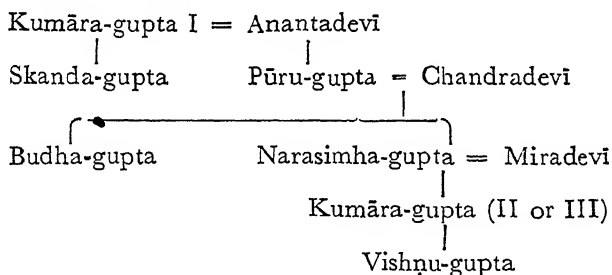 Kumāra-gupta I = Anantadevī
Skanda-gupta Pūru-gupta = Chandradevī
Budha-gupta Narasimha-gupta = Miradevī
Kumāra-gupta (II or III)
Vishṇu-gupta